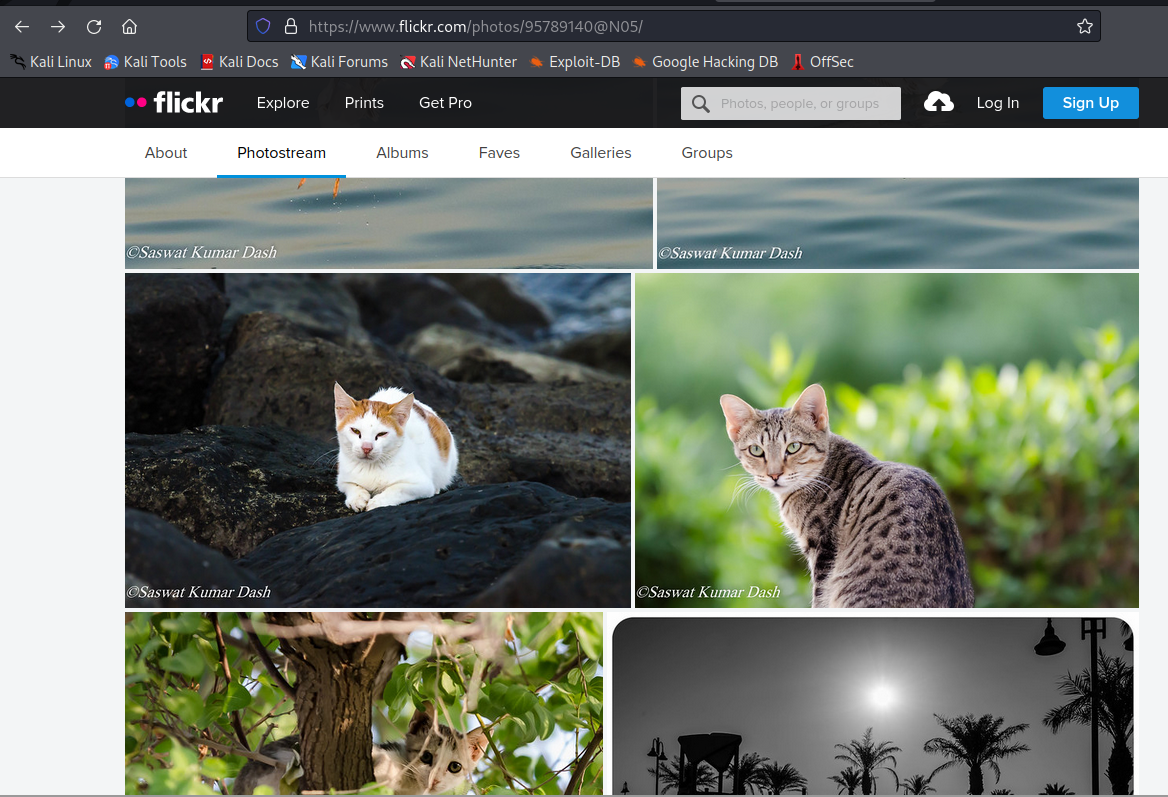 https://www.flickr.com/photos/95789140@N05/
Kali Linux Kali Tools Kali Docs Kali Forums Kali NetHunter Exploit-DB Google Hacking DB OffSec
flickr Explore Prints Get Pro Photos, people, or groups Log In Sign Up
About Photostream Albums Faves Galleries Groups
©Saswat Kumar Dash ©Saswat Kumar Dash
©Saswat Kumar Dash ©Saswat Kumar Dash